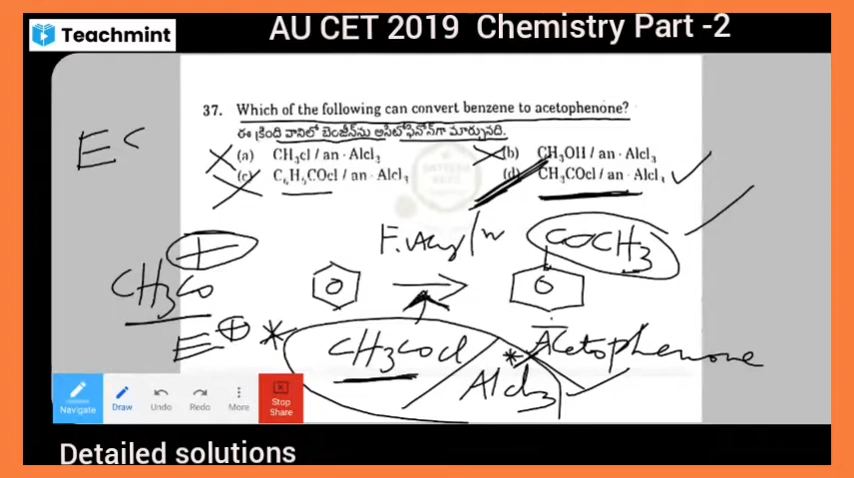 Teachmint
AU CET 2019 Chemistry Part -2
37. Which of the following can convert benzene to acetophenone?
ఈ క్రింది వానిలో బెంజీన్‌ను అసిటోఫినోన్‌గా మార్చునది.
(a) CH₃cl / an · Alcl₃ (b) CH₃OH / an · Alcl₃
(c) C₆H₅COcl / an · Alcl₃ (d) CH₃COcl / an · Alcl₃
COCH3
CH3CO +
E⊕ * CH3COCl
* Acetophenone
AlCl3
Navigate Draw Undo Redo More Stop Share
Detailed solutions